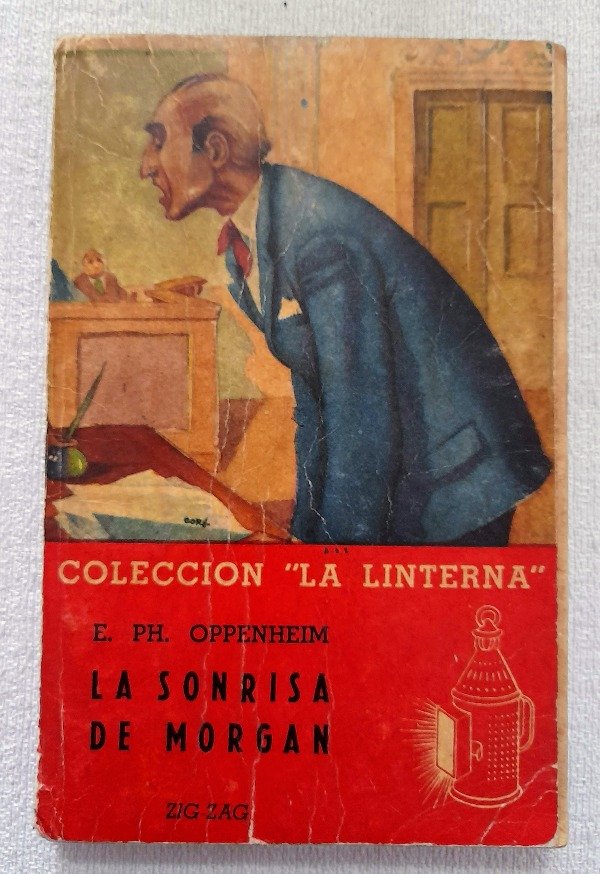 COLECCION "LA LINTERNA"
E. PH. OPPENHEIM
LA SONRISA
DE MORGAN
ZIG ZAG